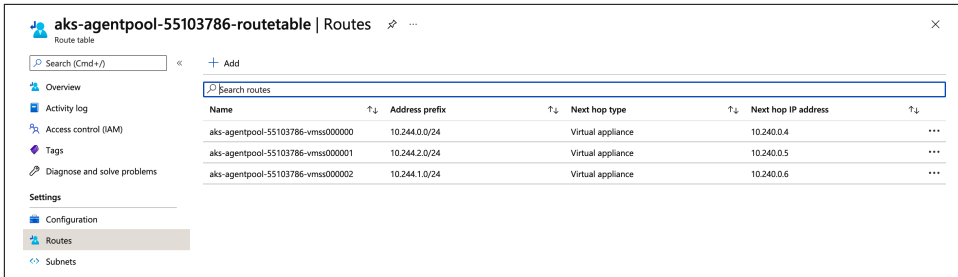 aks-agentpool-55103786-routetable | Routes
Route table
Search (Cmd+/)
Overview
Activity log
Access control (IAM)
Tags
Diagnose and solve problems
Settings
Configuration
Routes
Subnets
+ Add
Search routes
Name Address prefix Next hop type Next hop IP address
aks-agentpool-55103786-vmss000000 10.244.0.0/24 Virtual appliance 10.240.0.4
aks-agentpool-55103786-vmss000001 10.244.2.0/24 Virtual appliance 10.240.0.5
aks-agentpool-55103786-vmss000002 10.244.1.0/24 Virtual appliance 10.240.0.6